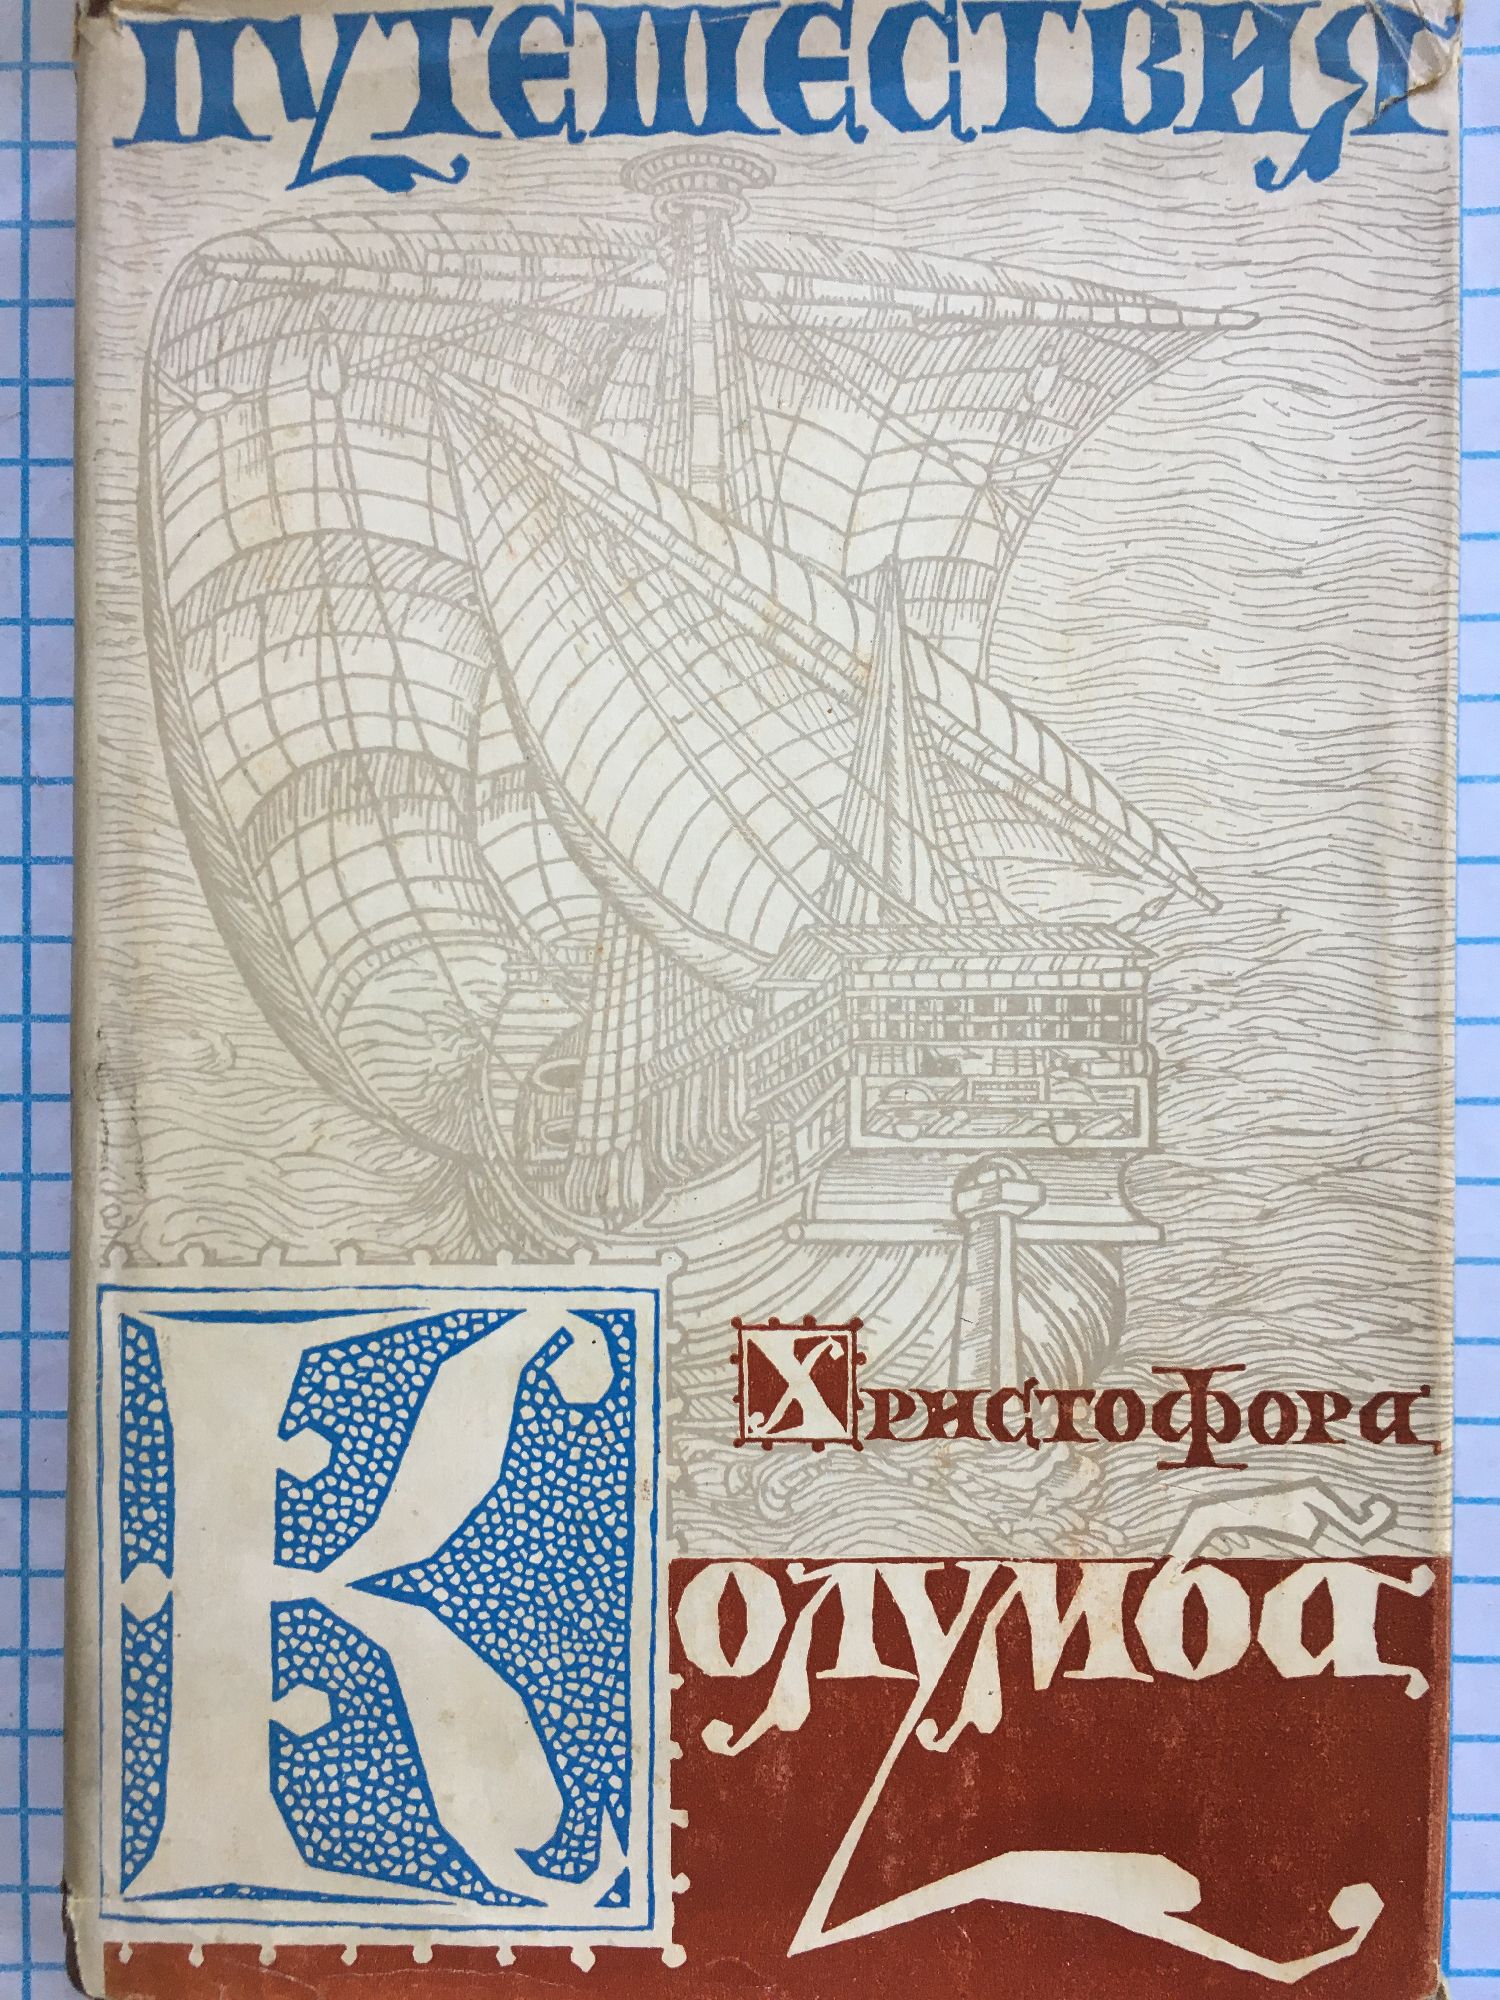 Путешествия
Христофора
Колумба